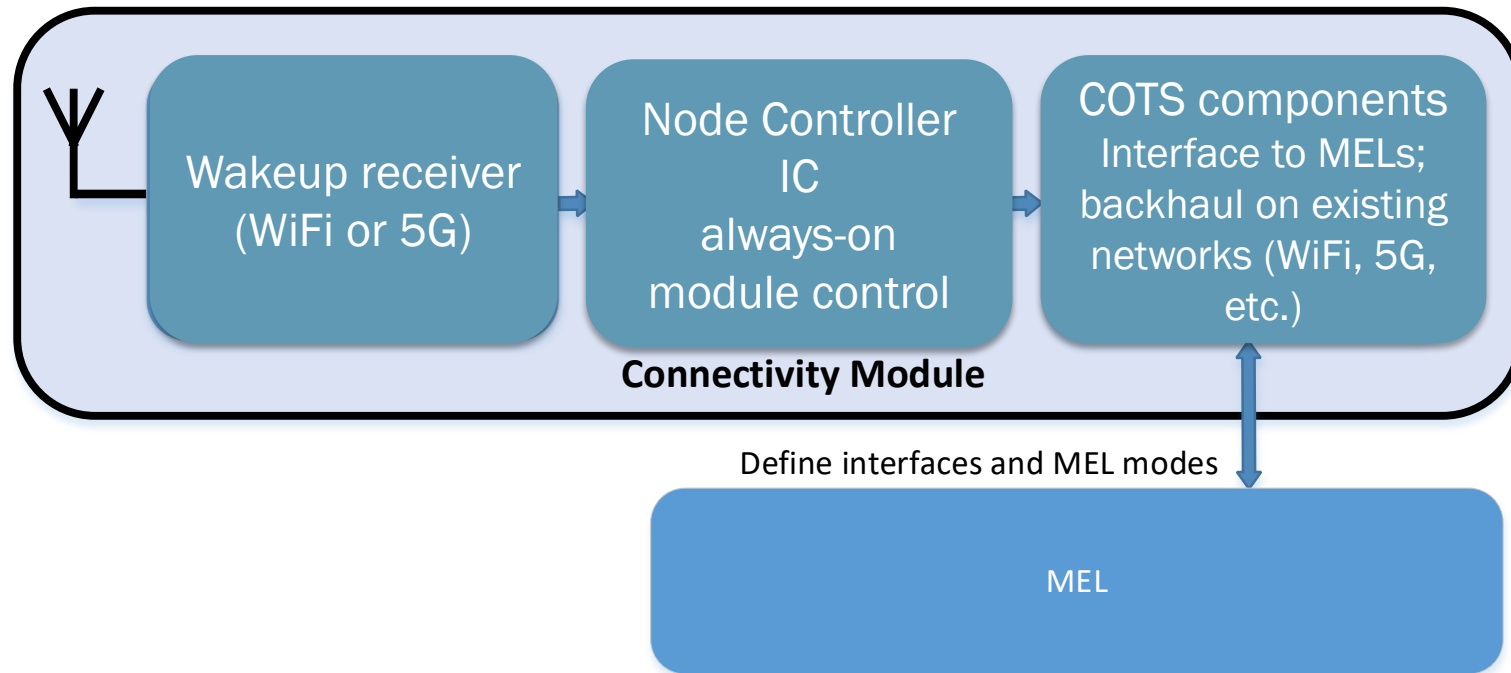 Wakeup receiver
(WiFi or 5G)
Node Controller
IC
always-on
module control
COTS components
Interface to MELs;
backhaul on existing
networks (WiFi, 5G,
etc.)
Connectivity Module
Define interfaces and MEL modes
MEL